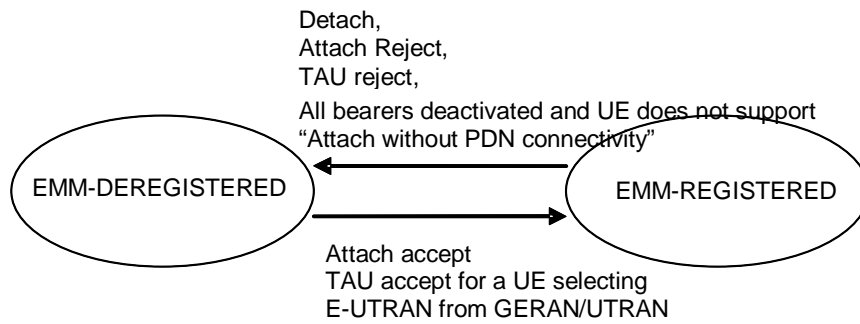 Detach,
Attach Reject,
TAU reject,
All bearers deactivated and UE does not support
“Attach without PDN connectivity”
EMM-DEREGISTERED
EMM-REGISTERED
Attach accept
TAU accept for a UE selecting
E-UTRAN from GERAN/UTRAN